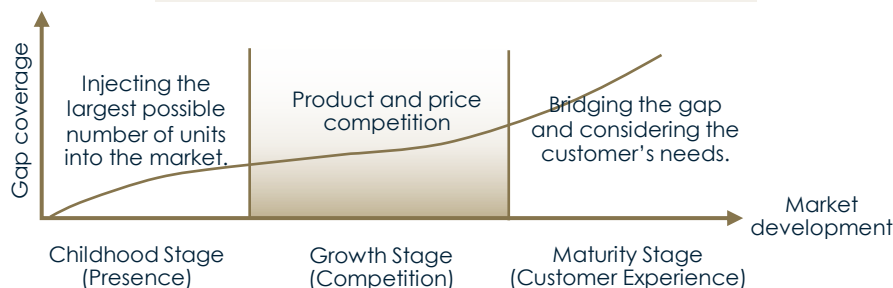 Gap coverage
Injecting the
largest possible
number of units
into the market.
Product and price
competition
Bridging the gap
and considering the
customer’s needs.
Market
development
Childhood Stage
(Presence)
Growth Stage
(Competition)
Maturity Stage
(Customer Experience)